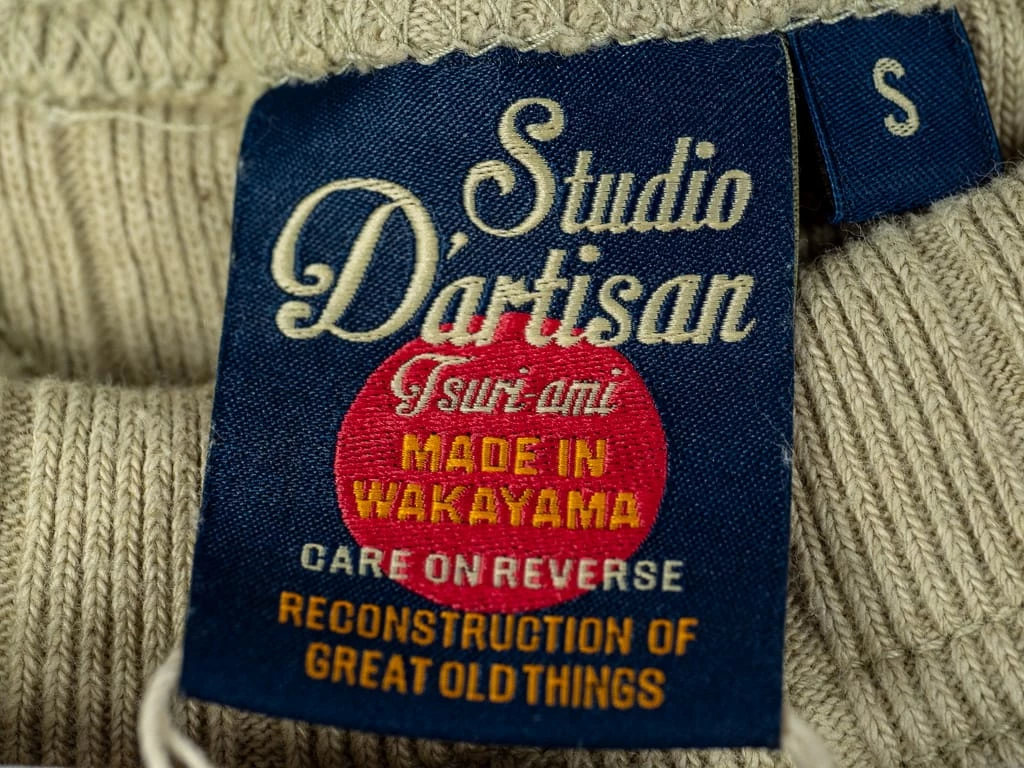 Studio
D'artisan
Tsuri-ami
MADE IN
WAKAYAMA
CARE ON REVERSE
RECONSTRUCTION OF
GREAT OLD THINGS
S